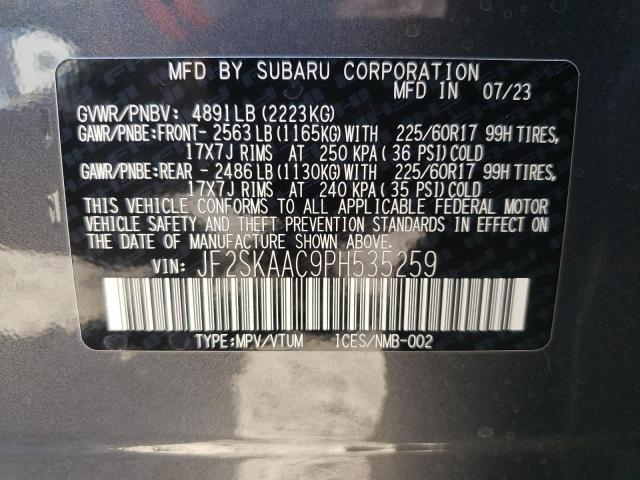 MFD BY SUBARU CORPORATION
MFD IN 07/23
GVWR/PNBV: 4891LB (2223KG)
GAWR/PNBE:FRONT- 2563LB(1165KG)WITH 225/60R17 99H TIRES,
17X7J RIMS AT 250 KPA (36 PSI)COLD
GAWR/PNBE:REAR - 2486LB(1130KG)WITH 225/60R17 99H TIRES,
17X7J RIMS AT 240 KPA (35 PSI)COLD
THIS VEHICLE CONFORMS TO ALL APPLICABLE FEDERAL MOTOR
VEHICLE SAFETY AND THEFT PREVENTION STANDARDS IN EFFECT
ON THE DATE OF MANUFACTURE SHOWN ABOVE.
VIN: JF2SKAAC9PH535259
TYPE:MPV/VTUM ICES/NMB-002